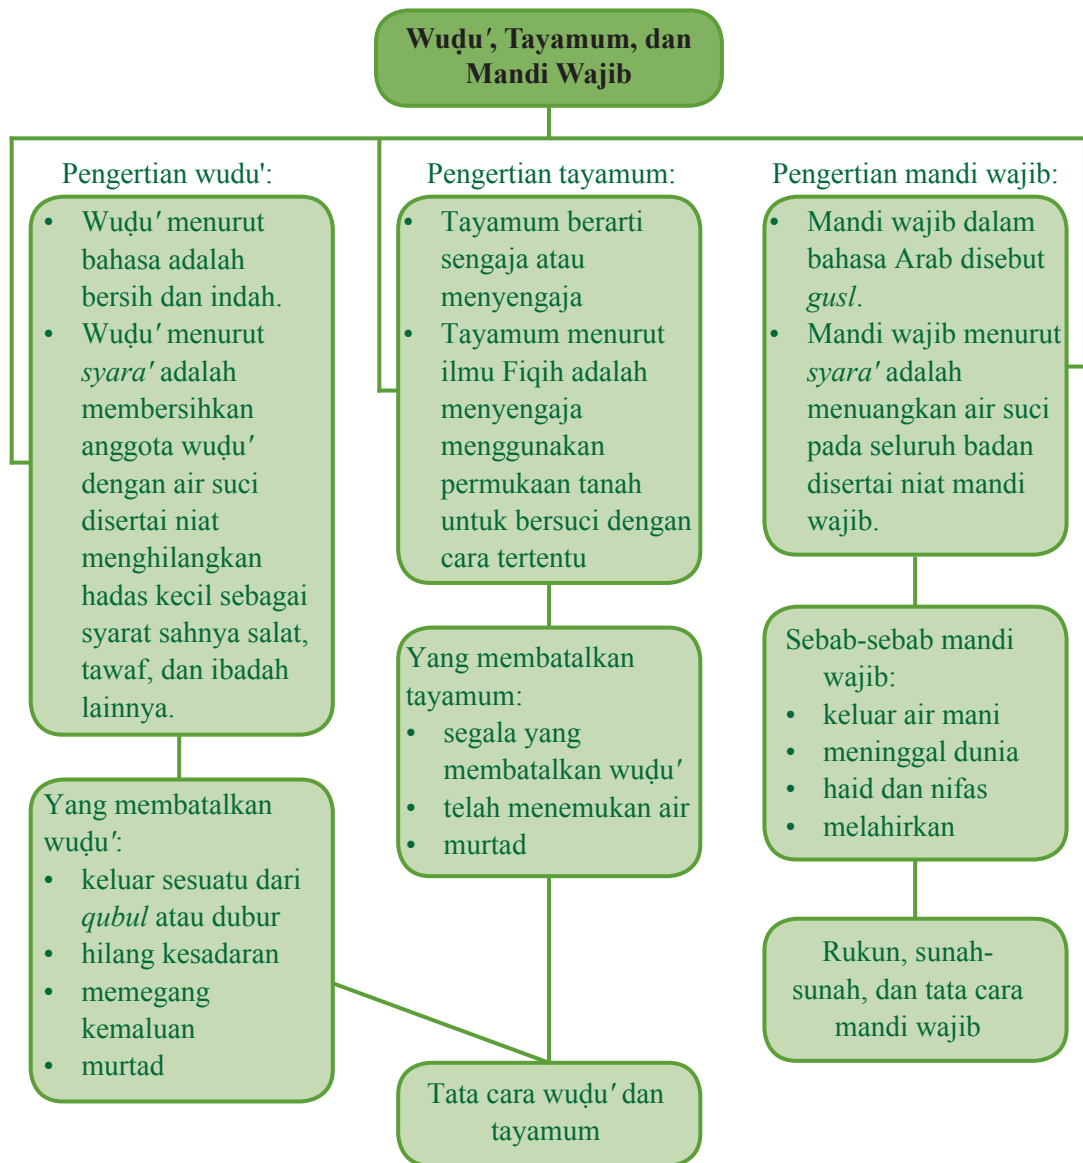 Wuḍu′, Tayamum, dan
Mandi Wajib
Pengertian wudu':
• Wuḍu′ menurut
bahasa adalah
bersih dan indah.
• Wuḍu′ menurut
syara′ adalah
membersihkan
anggota wuḍu′
dengan air suci
disertai niat
menghilangkan
hadas kecil sebagai
syarat sahnya salat,
tawaf, dan ibadah
lainnya.
Yang membatalkan
wuḍu′:
• keluar sesuatu dari
qubul atau dubur
• hilang kesadaran
• memegang
kemaluan
• murtad
Pengertian tayamum:
• Tayamum berarti
sengaja atau
menyengaja
• Tayamum menurut
ilmu Fiqih adalah
menyengaja
menggunakan
permukaan tanah
untuk bersuci dengan
cara tertentu
Yang membatalkan
tayamum:
• segala yang
membatalkan wuḍu′
• telah menemukan air
• murtad
Tata cara wuḍu′ dan
tayamum
Pengertian mandi wajib:
• Mandi wajib dalam
bahasa Arab disebut
gusl.
• Mandi wajib menurut
syara′ adalah
menuangkan air suci
pada seluruh badan
disertai niat mandi
wajib.
Sebab-sebab mandi
wajib:
• keluar air mani
• meninggal dunia
• haid dan nifas
• melahirkan
Rukun, sunah-
sunah, dan tata cara
mandi wajib